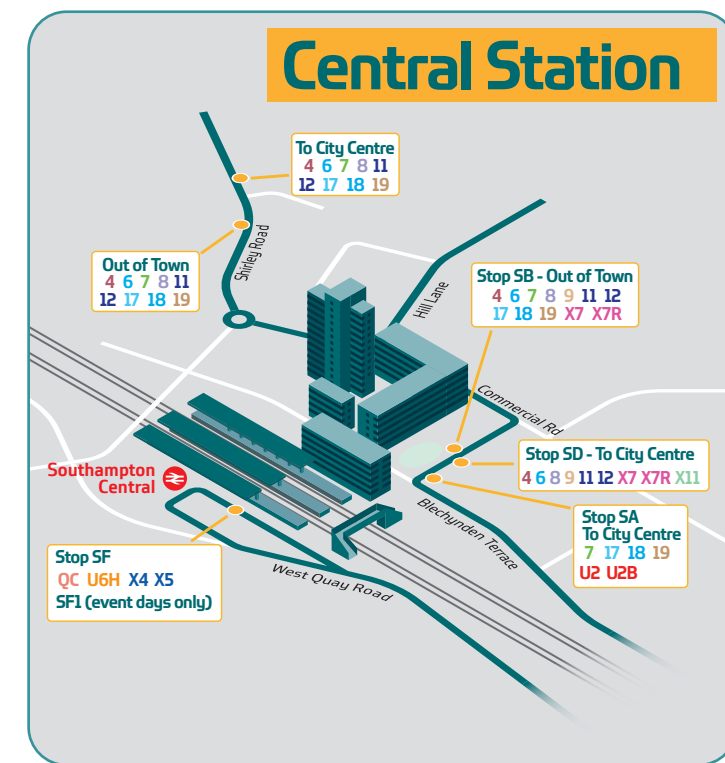 Central Station
To City Centre
4 6 7 8 11
12 17 18 19
Shirley Road
Out of Town
4 6 7 8 11
12 17 18 19
Hill Lane
Stop SB - Out of Town
4 6 7 8 9 11 12
17 18 19 X7 X7R
Commercial Rd
Stop SD - To City Centre
4 6 8 9 11 12 X7 X7R X11
Southampton
Central
Blechynden Terrace
Stop SA
To City Centre
7 17 18 19
U2 U2B
Stop SF
QC U6H X4 X5
SF1 (event days only)
West Quay Road